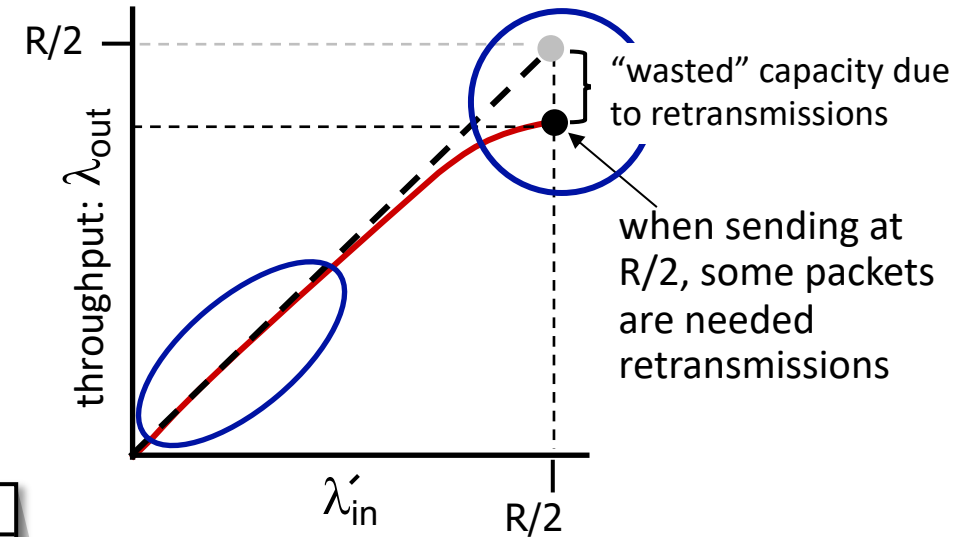 R/2
“wasted” capacity due
to retransmissions
throughput: λout
when sending at
R/2, some packets
are needed
retransmissions
λ′in
R/2